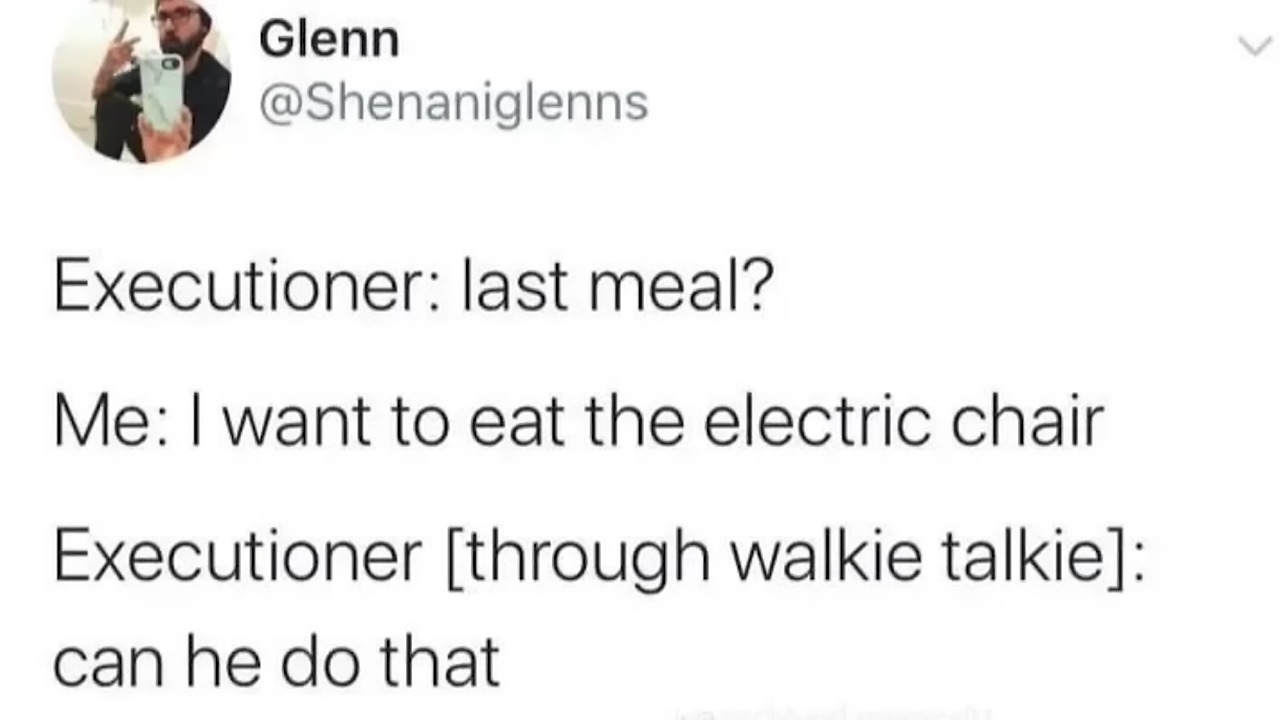 Glenn
@Shenaniglenns
Executioner: last meal?
Me: I want to eat the electric chair
Executioner [through walkie talkie]:
can he do that